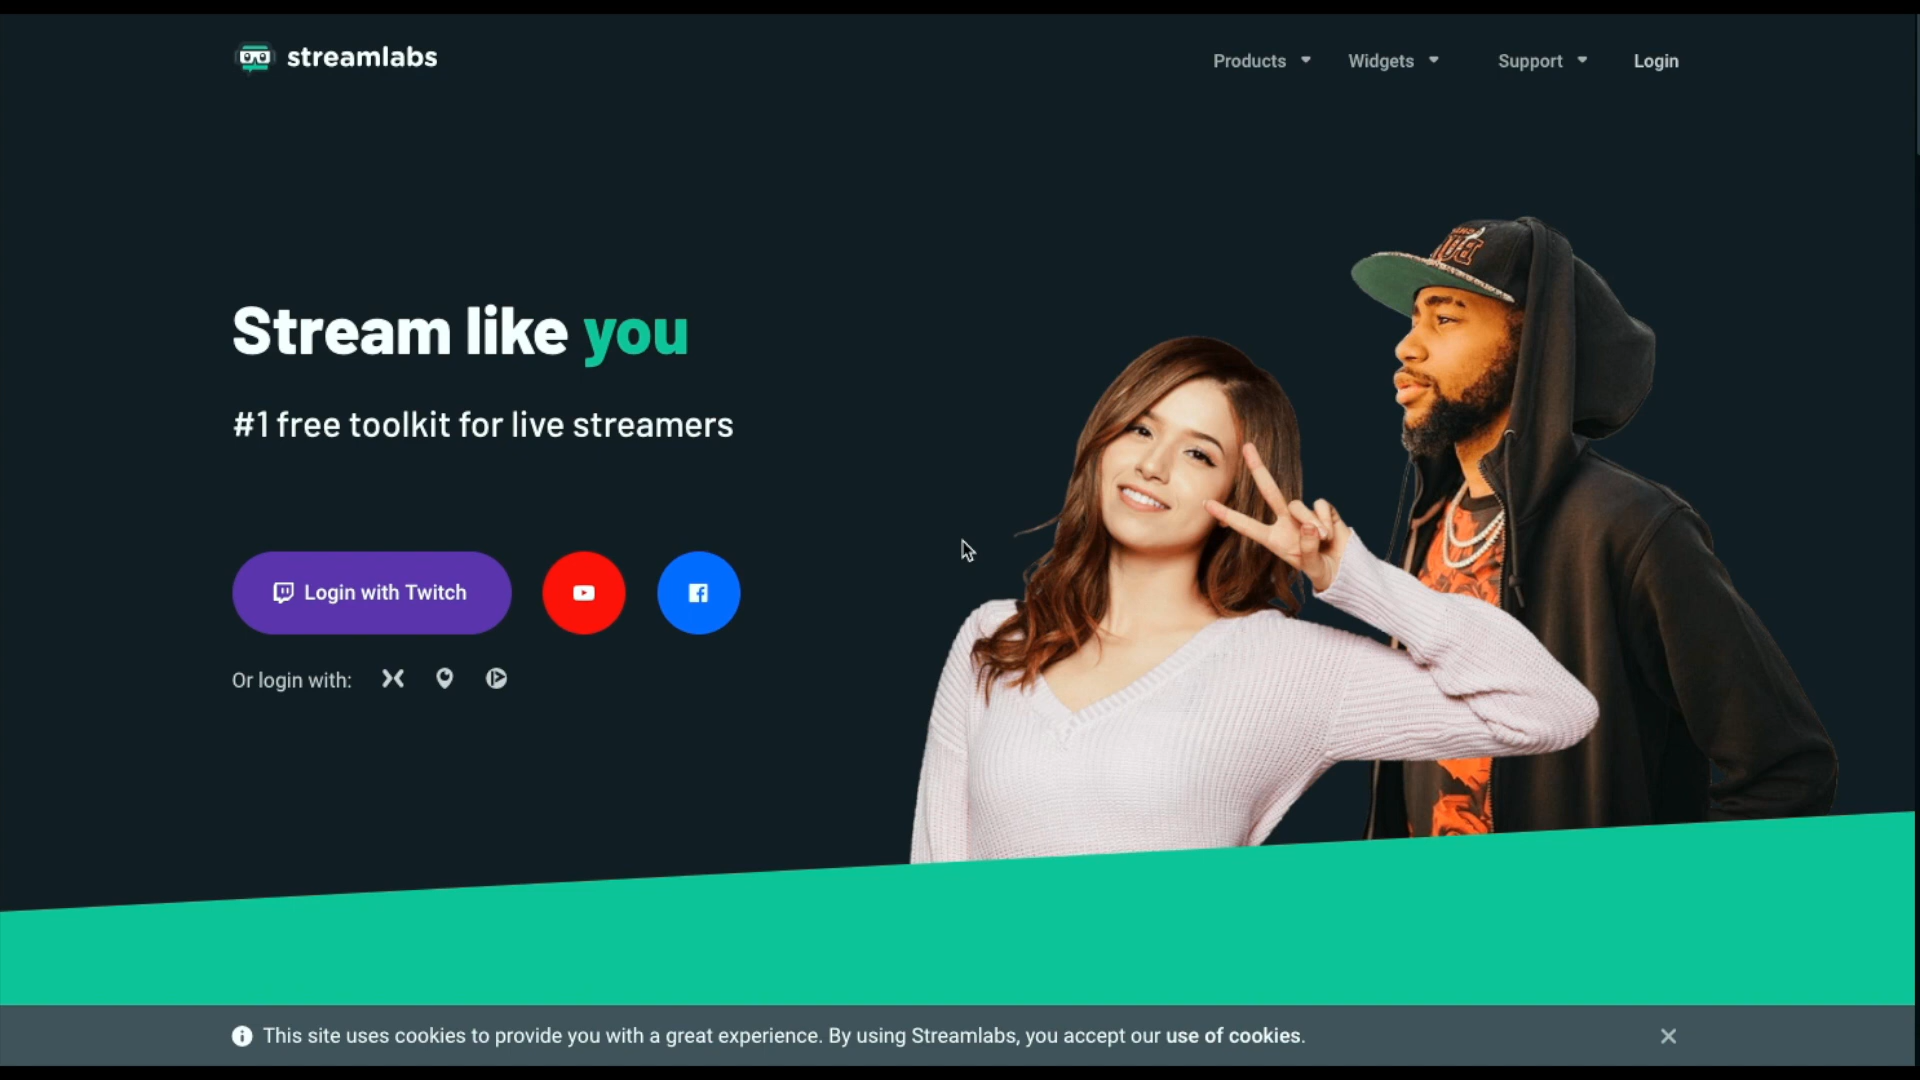 streamlabs
Products
Widgets
Support
Login
Stream like you
#1 free toolkit for live streamers
Login with Twitch
Or login with:
This site uses cookies to provide you with a great experience. By using Streamlabs, you accept our use of cookies.